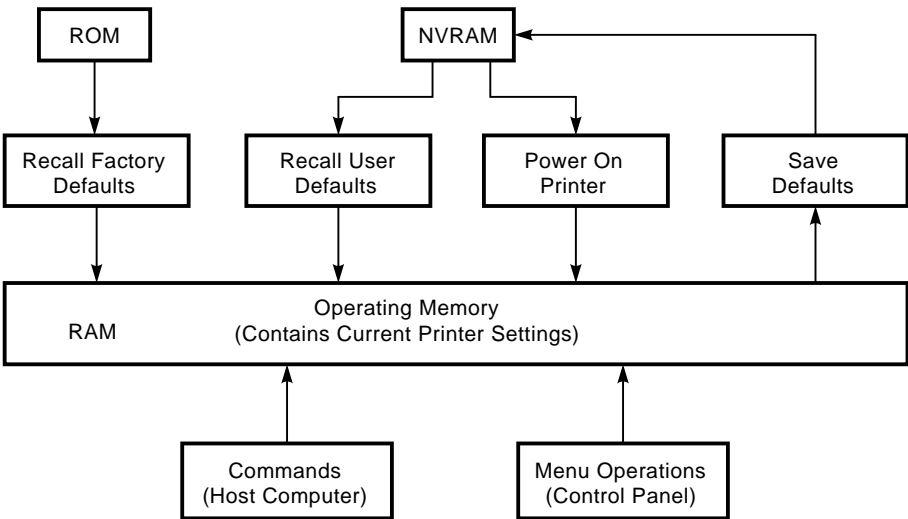 ROM
NVRAM
Recall Factory
Defaults
Recall User
Defaults
Power On
Printer
Save
Defaults
Operating Memory
RAM
(Contains Current Printer Settings)
Commands
(Host Computer)
Menu Operations
(Control Panel)